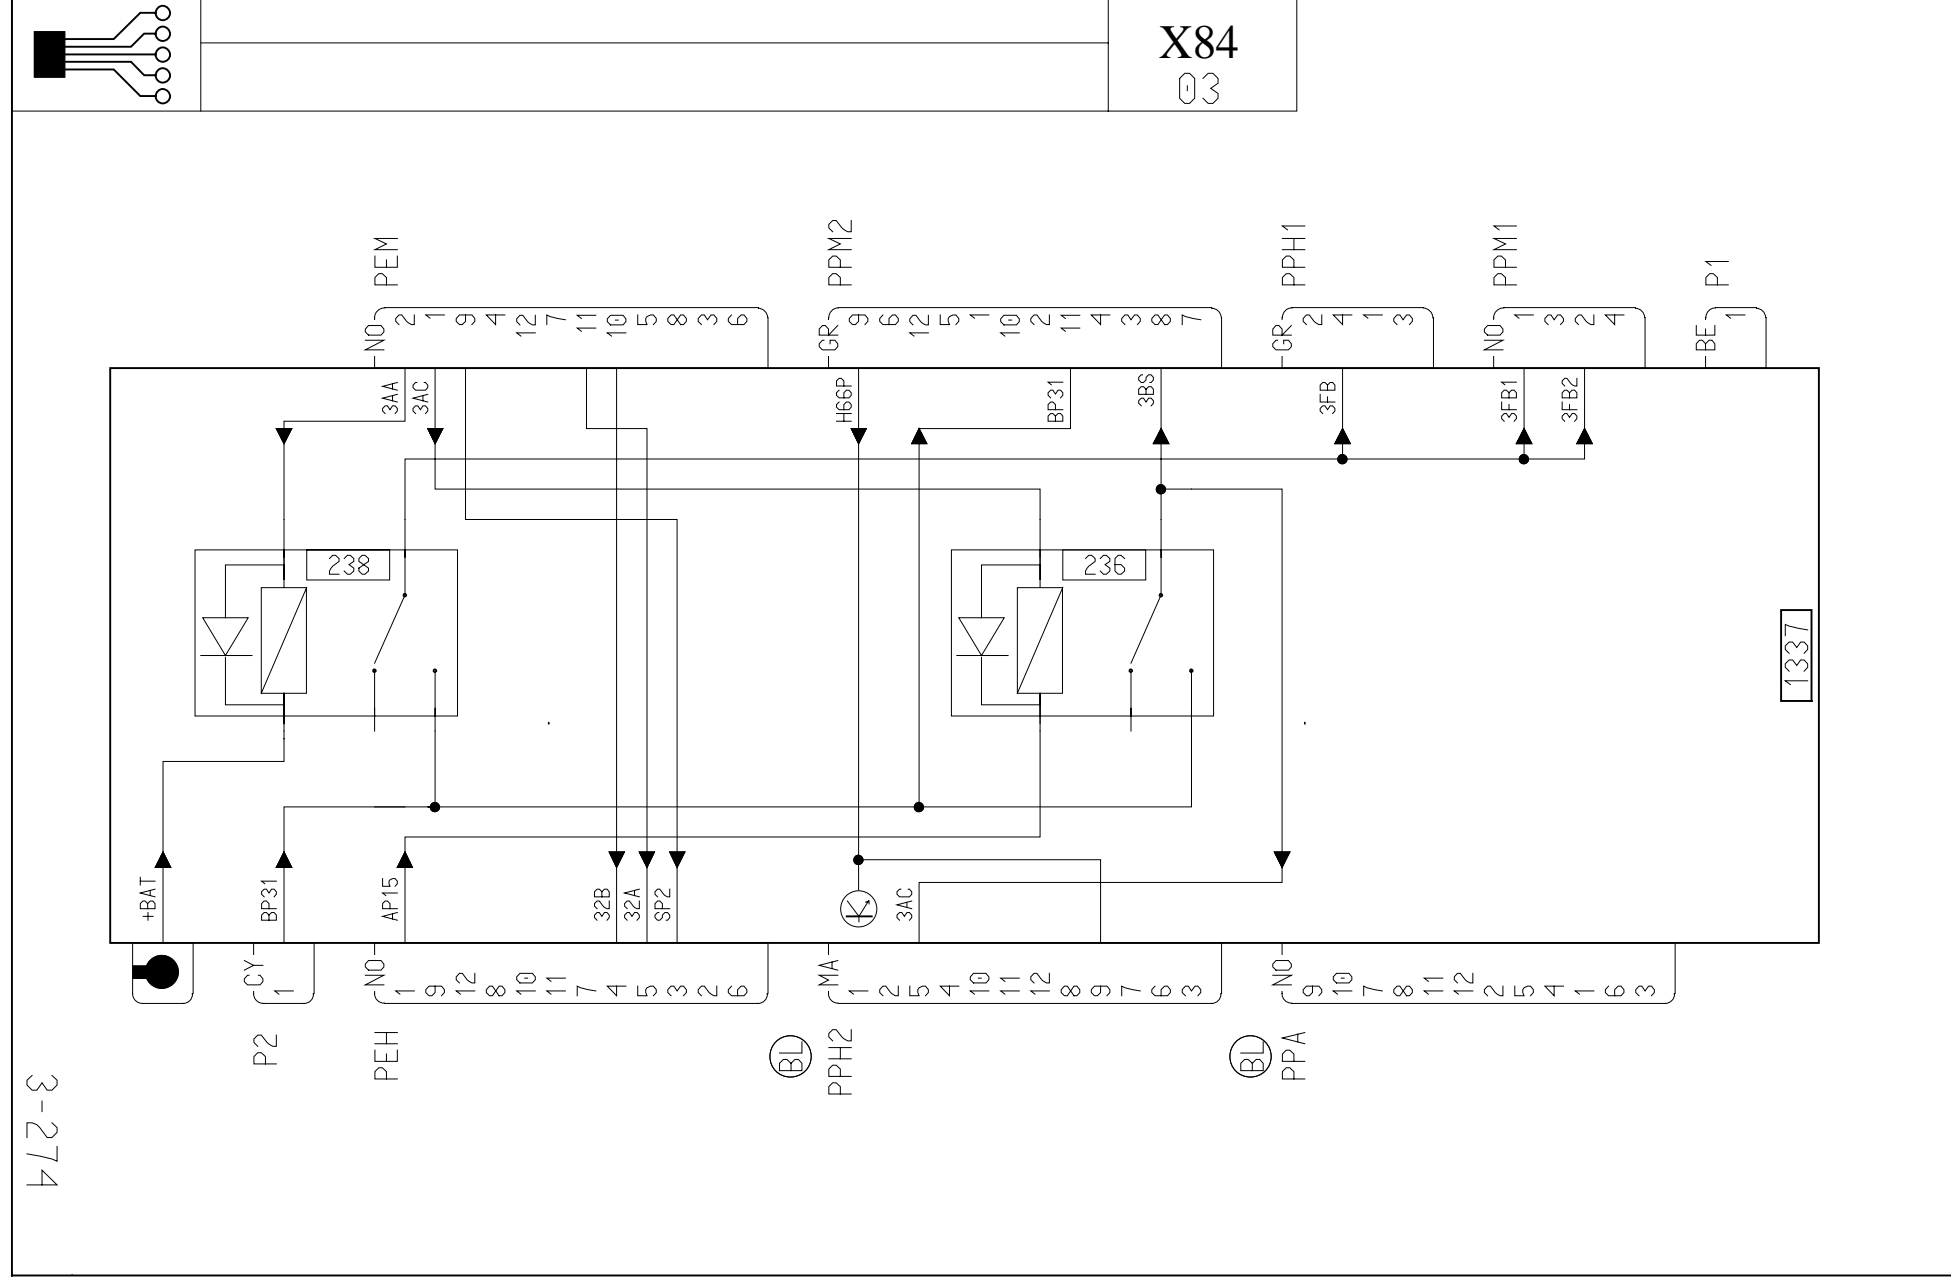 X84
03
PEM
PPM2
PPH1
PPM1
P1
NO 2 1 9 4 12 7 11 10 5 8 3 6
GR 9 6 12 5 1 10 2 11 4 3 8 7
GR 2 4 1 3
NO 1 3 2 4
BE 1
3AA
3AC
H66P
BP31
3BS
3FB
3FB1
3FB2
238
236
1337
+BAT
BP31
AP15
32B
32A
SP2
K
3AC
CY 1
NO 1 9 12 8 10 11 7 4 5 3 2 6
MA 1 2 5 4 10 11 12 8 9 7 6 3
NO 9 10 7 8 11 12 2 5 4 1 6 3
P2
PEH
BL
PPH2
BL
PPA
3-274